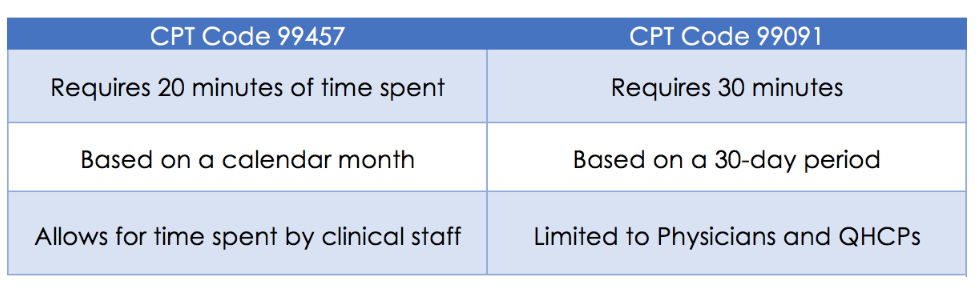 CPT Code 99457
CPT Code 99091
Requires 20 minutes of time spent
Requires 30 minutes
Based on a calendar month
Based on a 30-day period
Allows for time spent by clinical staff
Limited to Physicians and QHCPs